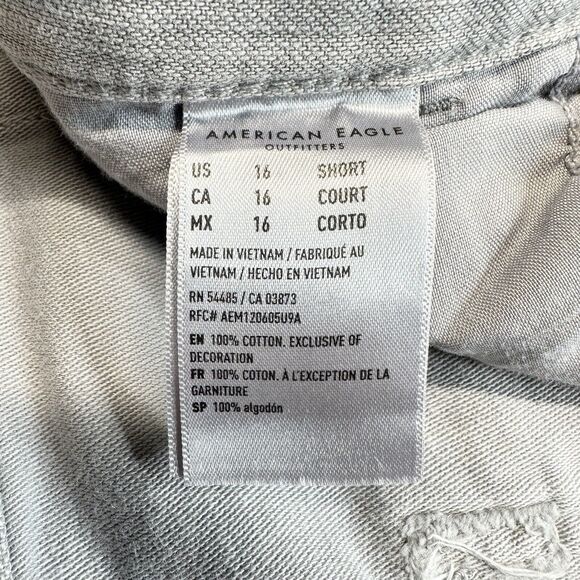 AMERICAN EAGLE
OUTFITTERS
US 16 SHORT
CA 16 COURT
MX 16 CORTO
MADE IN VIETNAM / FABRIQUÉ AU
VIETNAM / HECHO EN VIETNAM
RN 54485 / CA 03873
RFC# AEM120605U9A
EN 100% COTTON. EXCLUSIVE OF
DECORATION
FR 100% COTON. À L'EXCEPTION DE LA
GARNITURE
SP 100% algodón